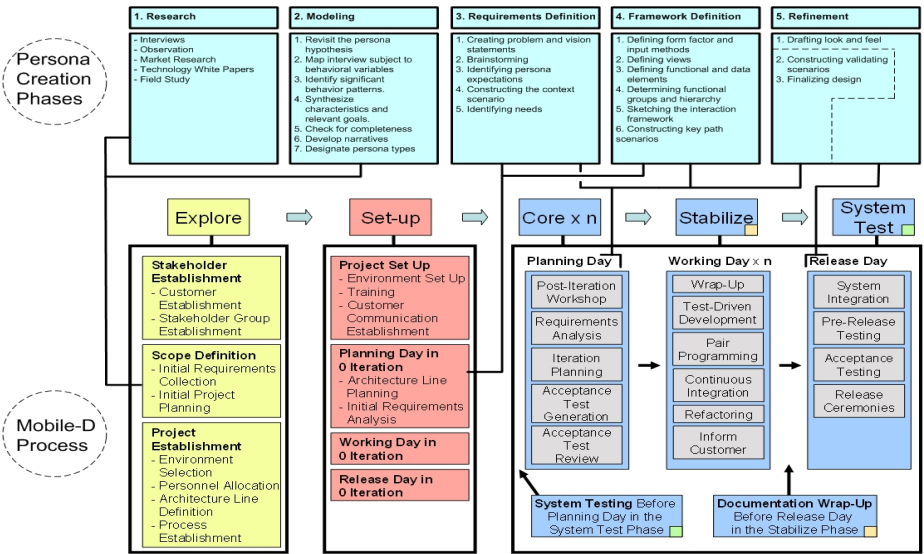 Persona
Creation
Phases
1. Research
- Interviews
- Observation
- Market Research
- Technology White Papers
- Field Study
2. Modeling
1. Revisit the persona
hypothesis
2. Map interview subject to
behavioral variables
3. Identify significant
behavior patterns.
4. Synthesize
characteristics and
relevant goals.
5. Check for completeness
6. Develop narratives
7. Designate persona types
3. Requirements Definition
1. Creating problem and vision
statements
2. Brainstorming
3. Identifying persona
expectations
4. Constructing the context
scenario
5. Identifying needs
4. Framework Definition
1. Defining form factor and
input methods
2. Defining views
3. Defining functional and data
elements
4. Determining functional
groups and hierarchy
5. Sketching the interaction
framework
6. Constructing key path
scenarios
5. Refinement
1. Drafting look and feel
2. Constructing validating
scenarios
3. Finalizing design
Explore
Set-up
Core x n
Stabilize
System
Test
Mobile-D
Process
Stakeholder
Establishment
- Customer
Establishment
- Stakeholder Group
Establishment
Scope Definition
- Initial Requirements
Collection
- Initial Project
Planning
Project
Establishment
- Environment
Selection
- Personnel Allocation
- Architecture Line
Definition
- Process
Establishment
Project Set Up
- Environment Set Up
- Training
- Customer
Communication
Establishment
Planning Day in
0 Iteration
- Architecture Line
Planning
- Initial Requirements
Analysis
Working Day in
0 Iteration
Release Day in
0 Iteration
Planning Day
Post-Iteration
Workshop
Requirements
Analysis
Iteration
Planning
Acceptance
Test
Generation
Acceptance
Test
Review
Working Day x n
Wrap-Up
Test-Driven
Development
Pair
Programming
Continuous
Integration
Refactoring
Inform
Customer
Release Day
System
Integration
Pre-Release
Testing
Acceptance
Testing
Release
Ceremonies
System Testing Before
Planning Day in the
System Test Phase
Documentation Wrap-Up
Before Release Day
in the Stabilize Phase